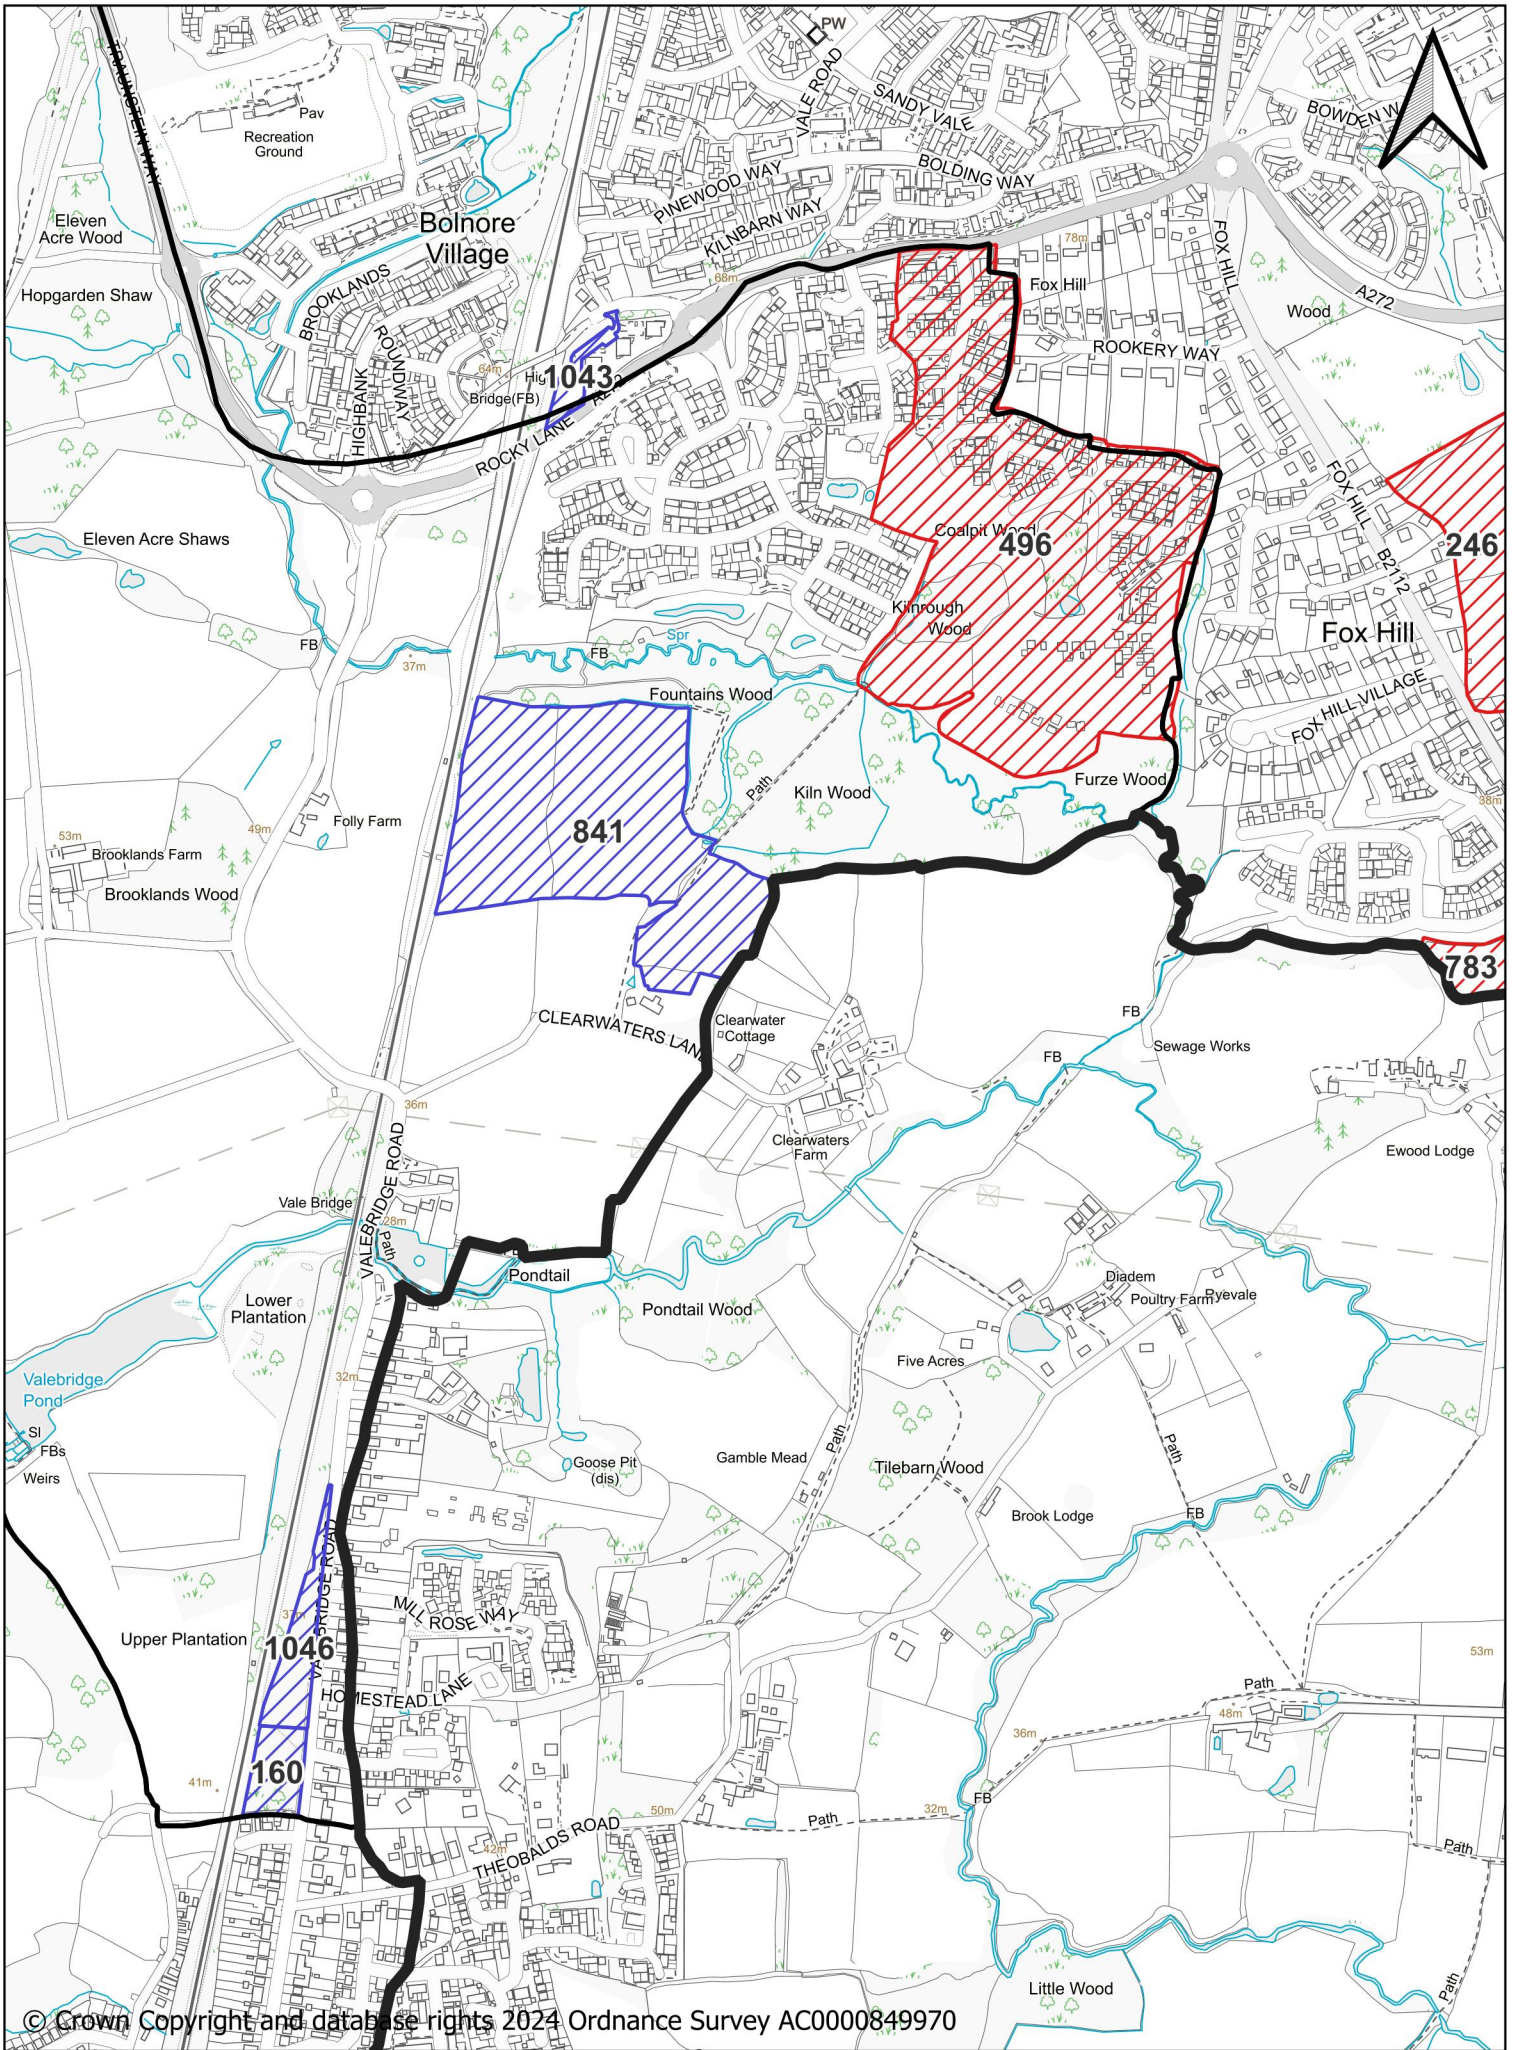 PW
TRAUNSTEIN WAY
VALE ROAD
SANDY VALE
BOWDEN W
Pav
Recreation
Ground
BOLDING WAY
PINEWOOD WAY
Eleven
Acre Wood
Bolnore
Village
KILNBARN WAY
78m
FOX HILL
68m
Fox Hill
Hopgarden Shaw
BROOKLANDS
A272
Wood
ROUNDWAY
HIGHBANK
ROOKERY WAY
64m
Hig
1043
Bridge(FB)
ROCKY LANE
FOX HILL
B2112
Eleven Acre Shaws
Coalpit Wood
496
246
Kilnrough
Wood
Fox Hill
FB
Spr
FB
37m
Fountains Wood
FOX HILL VILLAGE
Path
Kiln Wood
Furze Wood
38m
Folly Farm
49m
53m
841
Brooklands Farm
Brooklands Wood
783
CLEARWATERS LANE
Clearwater
Cottage
FB
Sewage Works
FB
36m
Clearwaters
Farm
Ewood Lodge
VALEBRIDGE ROAD
Vale Bridge
28m
Path
Pondtail
Diadem
Poultry Farm
Ryevale
Lower
Plantation
Pondtail Wood
Five Acres
32m
Valebridge
Pond
Sl
FBs
Weirs
Goose Pit
(dis)
Gamble Mead
Path
Tilebarn Wood
Path
Brook Lodge
FB
VALEBRIDGE ROAD
37m
MILL ROSE WAY
Upper Plantation
1046
53m
HOMESTEAD LANE
Path
48m
36m
160
41m
FB
50m
Path
32m
THEOBALDS ROAD
42m
Path
Little Wood
Path
© Crown Copyright and database rights 2024 Ordnance Survey AC0000849970